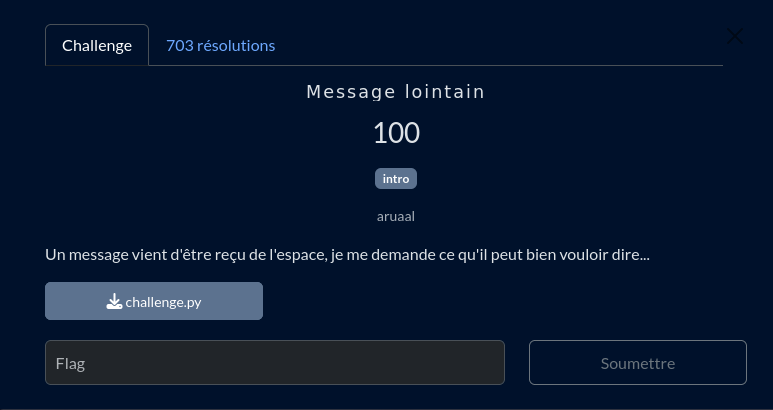 Challenge 703 résolutions
Message lointain
100
intro
aruaal
Un message vient d'être reçu de l'espace, je me demande ce qu'il peut bien vouloir dire...
challenge.py
Flag Soumettre